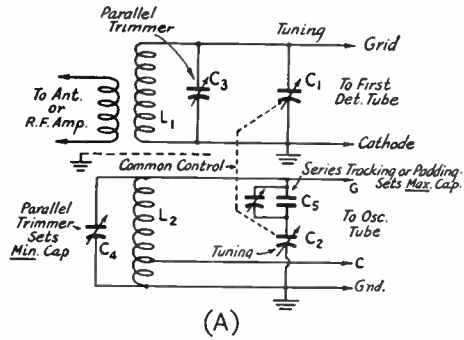 Parallel
Trimmer
Tuning
Grid
C3
C1
To Ant.
or
R.F. Amp.
L1
To First
Det. Tube
Cathode
Common Control
Series Tracking or Padding-
Sets Max. Cap.
G
L2
C5
Parallel
Trimmer
Sets
Min. Cap
C4
To Osc.
Tube
C2
Tuning
C
Gnd.
(A)